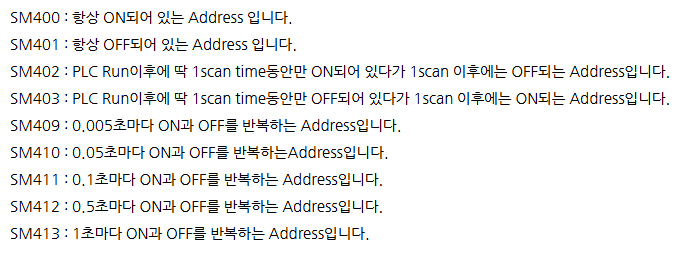 SM400 : 항상 ON되어 있는 Address 입니다.
SM401 : 항상 OFF되어 있는 Address 입니다.
SM402 : PLC Run이후에 딱 1scan time동안만 ON되어 있다가 1scan 이후에는 OFF되는 Address입니다.
SM403 : PLC Run이후에 딱 1scan time동안만 OFF되어 있다가 1scan 이후에는 ON되는 Address입니다.
SM409 : 0.005초마다 ON과 OFF를 반복하는 Address입니다.
SM410 : 0.05초마다 ON과 OFF를 반복하는Address입니다.
SM411 : 0.1초마다 ON과 OFF를 반복하는 Address입니다.
SM412 : 0.5초마다 ON과 OFF를 반복하는 Address입니다.
SM413 : 1초마다 ON과 OFF를 반복하는 Address입니다.